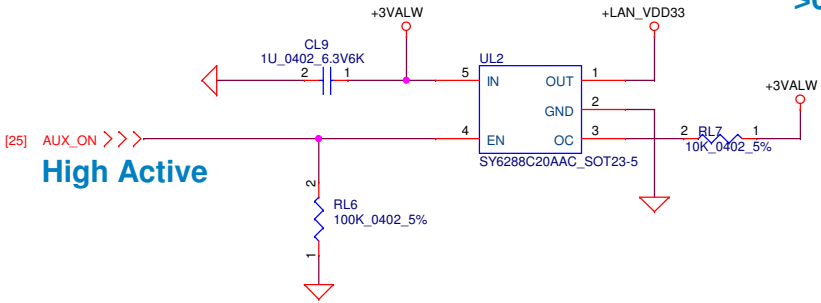 +3VALW
+LAN_VDD33
CL9
1U_0402_6.3V6K
2
1
UL2
5
IN
OUT
1
+3VALW
GND
2
[25]
AUX_ON
4
EN
OC
3
2
RL7
1
10K_0402_5%
SY6288C20AAC_SOT23-5
High Active
2
RL6
100K_0402_5%
1